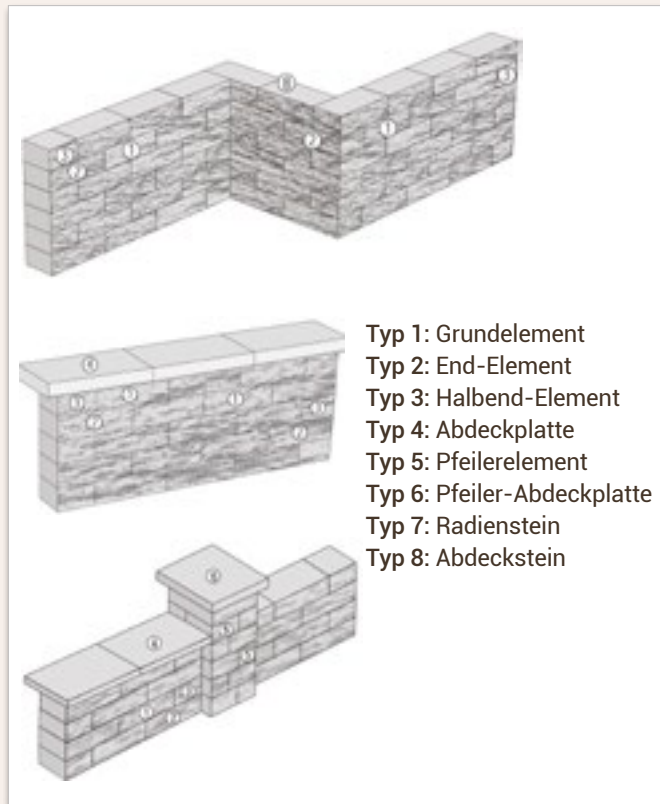 Typ 1: Grundelement
Typ 2: End-Element
Typ 3: Halbend-Element
Typ 4: Abdeckplatte
Typ 5: Pfeilerelement
Typ 6: Pfeiler-Abdeckplatte
Typ 7: Radienstein
Typ 8: Abdeckstein